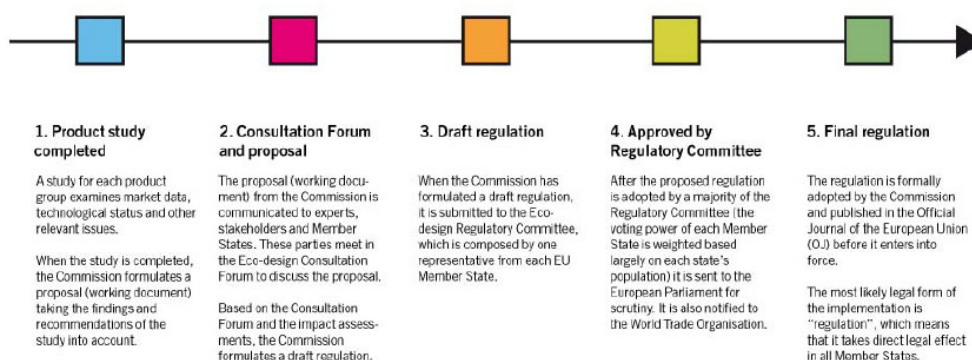 1. Product study
completed
A study for each product
group examines market data,
technological status and other
relevant issues.
When the study is completed,
the Commission formulates a
proposal (working document)
taking the findings and
recommendations of the
study into account.
2. Consultation Forum
and proposal
The proposal (working docu-
ment) from the Commission is
communicated to experts,
stakeholders and Member
States. These parties meet in
the Eco-design Consultation
Forum to discuss the proposal.
Based on the Consultation
Forum and the impact assess-
ments, the Commission
formulates a draft regulation.
3. Draft regulation
When the Commission has
formulated a draft regulation,
it is submitted to the Eco-
design Regulatory Committee,
which is composed by one
representative from each EU
Member State.
4. Approved by
Regulatory Committee
After the proposed regulation
is adopted by a majority of the
Regulatory Committee (the
voting power of each Member
State is weighted based
largely on each state's
population) it is sent to the
European Parliament for
scrutiny. It is also notified to
the World Trade Organisation.
5. Final regulation
The regulation is formally
adopted by the Commission
and published in the Official
Journal of the European Union
(OJ) before it enters into
force.
The most likely legal form of
the implementation is
"regulation", which means
that it takes direct legal effect
in all Member States.